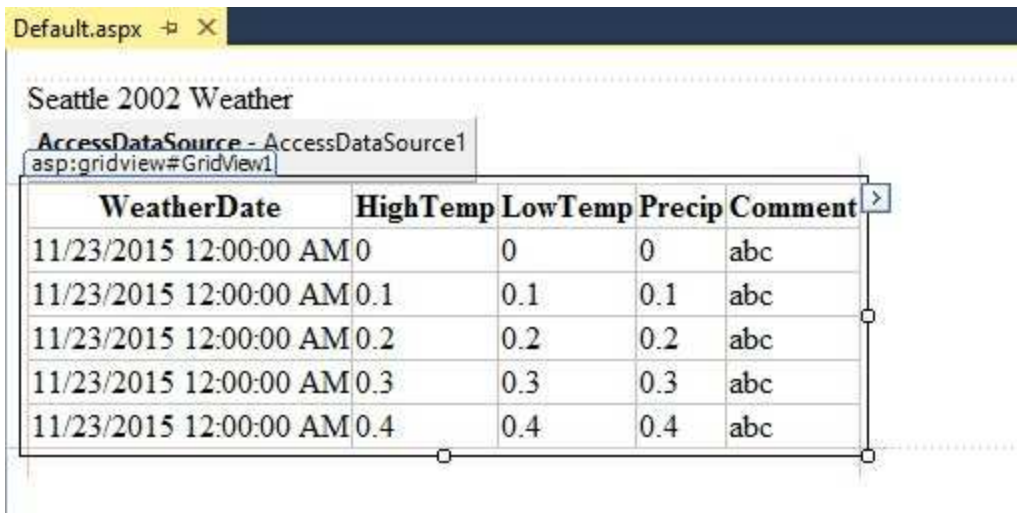 Default.aspx
Seattle 2002 Weather
AccessDataSource - AccessDataSource1
asp:gridview#GridView1
WeatherDate HighTemp LowTemp Precip Comment
11/23/2015 12:00:00 AM 0 0 0 abc
11/23/2015 12:00:00 AM 0.1 0.1 0.1 abc
11/23/2015 12:00:00 AM 0.2 0.2 0.2 abc
11/23/2015 12:00:00 AM 0.3 0.3 0.3 abc
11/23/2015 12:00:00 AM 0.4 0.4 0.4 abc